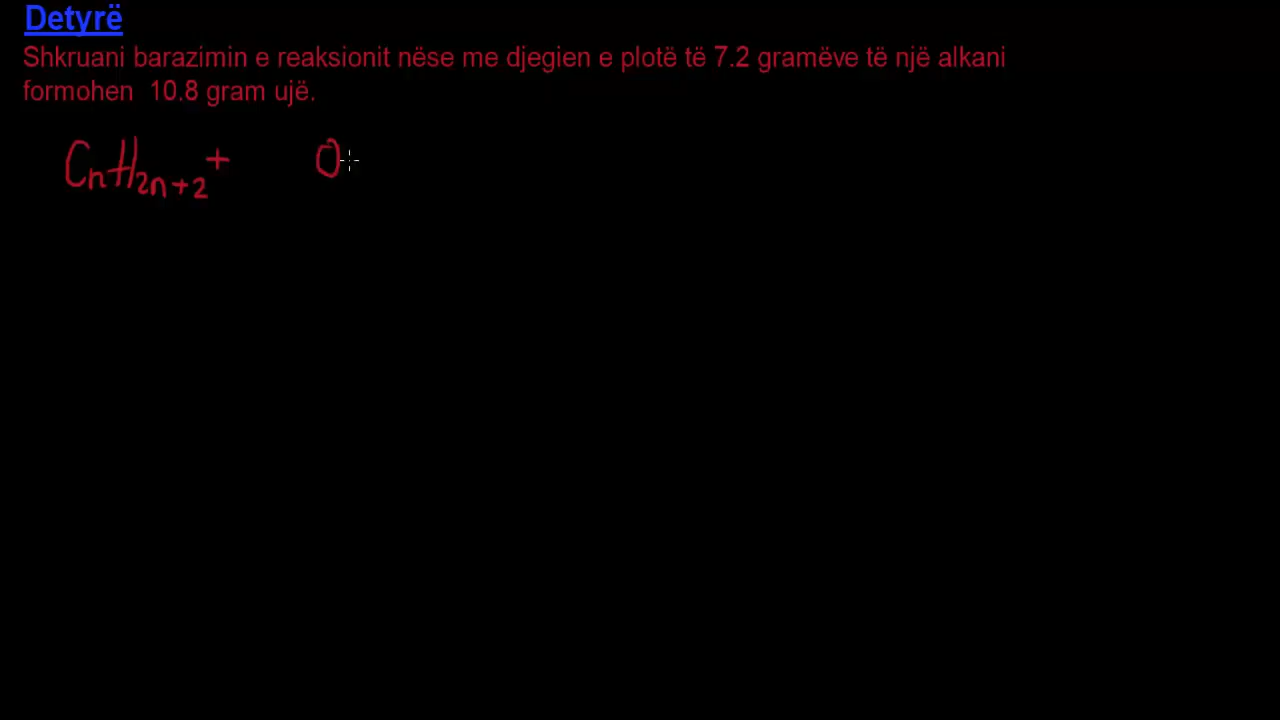 Detyrë
Shkruani barazimin e reaksionit nëse me djegien e plotë të 7.2 gramëve të një alkani
formohen  10.8 gram ujë.
CnH2n+2 + O